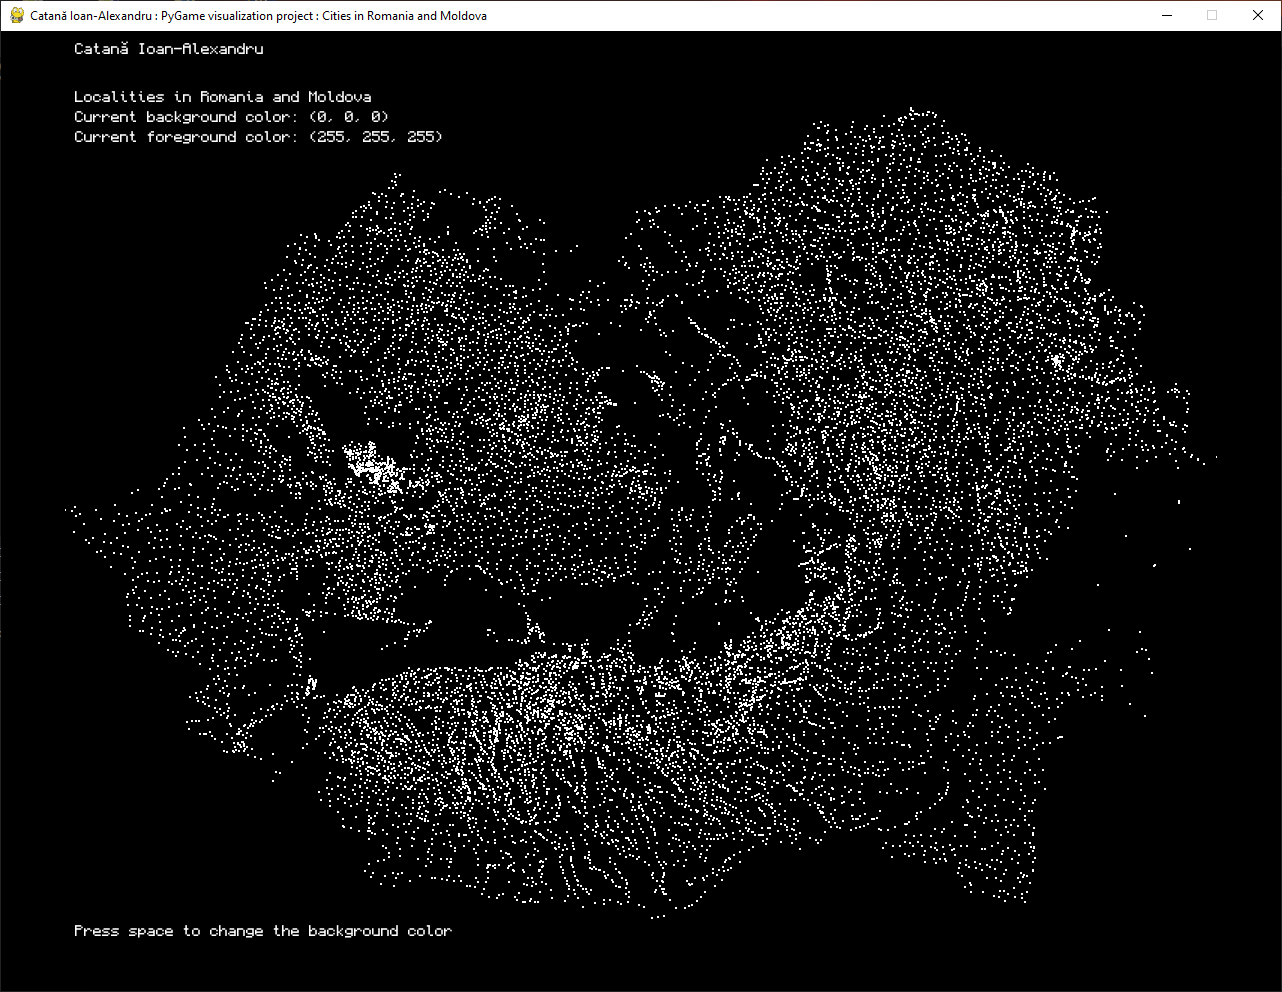 Catană Ioan-Alexandru : PyGame visualization project : Cities in Romania and Moldova
Catană Ioan-Alexandru
Localities in Romania and Moldova
Current background color: (0, 0, 0)
Current foreground color: (255, 255, 255)
Press space to change the background color